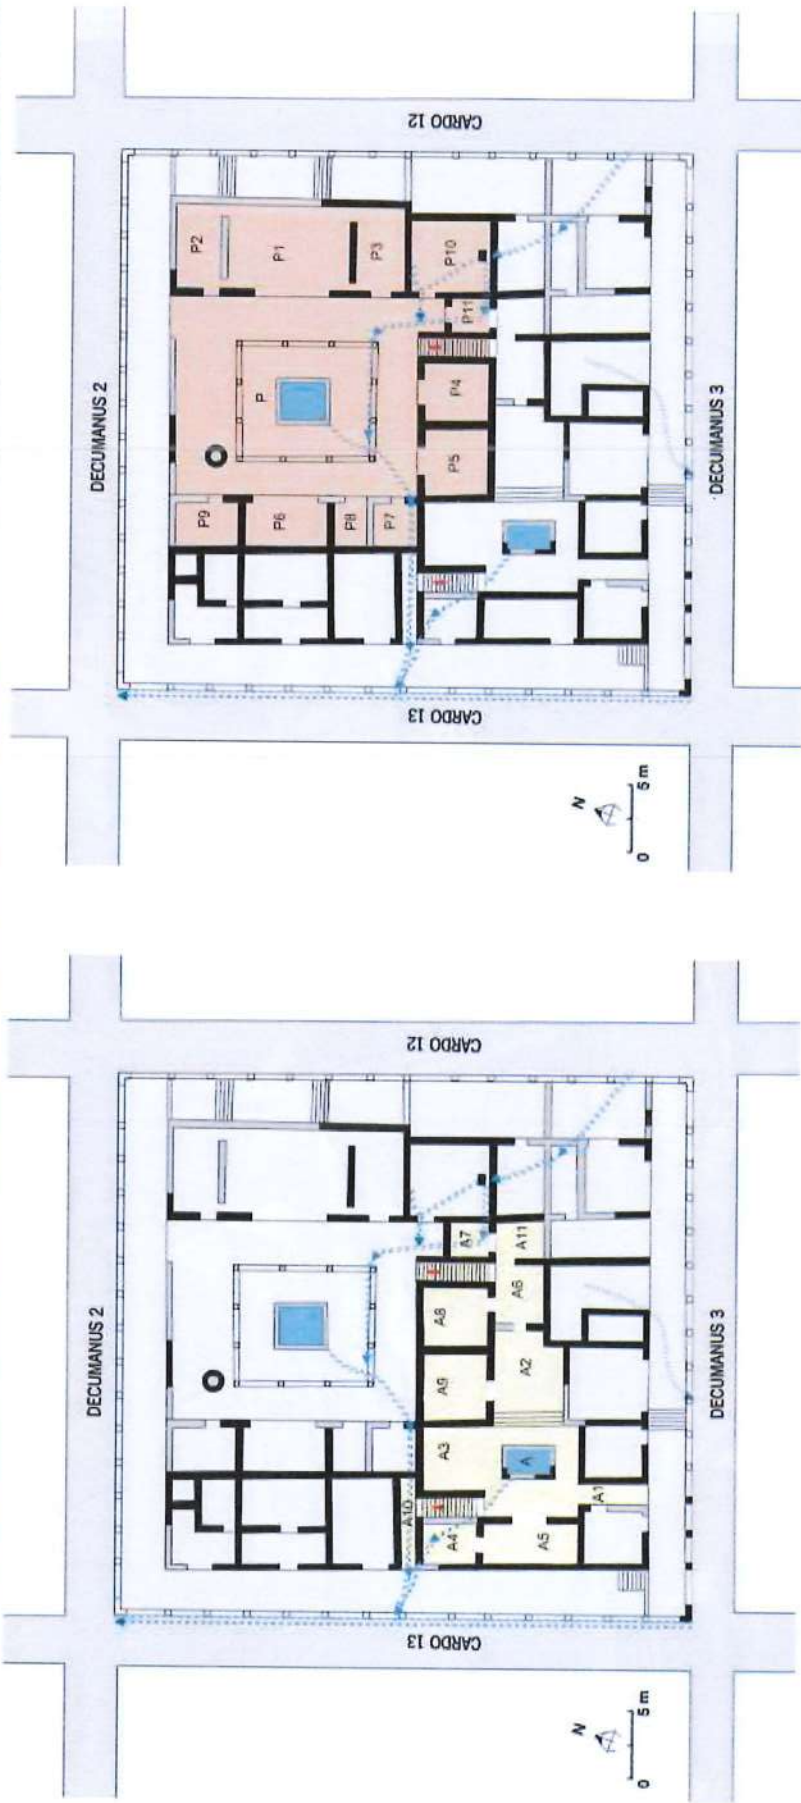 CARDO 12
DECUMANUS 2
P2
P1
P3
P10
P11
P
P4
P5
P9
P6
P8
P7
DECUMANUS 3
CARDO 13
N
0 5 m
CARDO 12
DECUMANUS 2
A7
A11
A8
A6
A9
A2
A3
A
A10
A1
A4
A5
DECUMANUS 3
CARDO 13
N
0 5 m